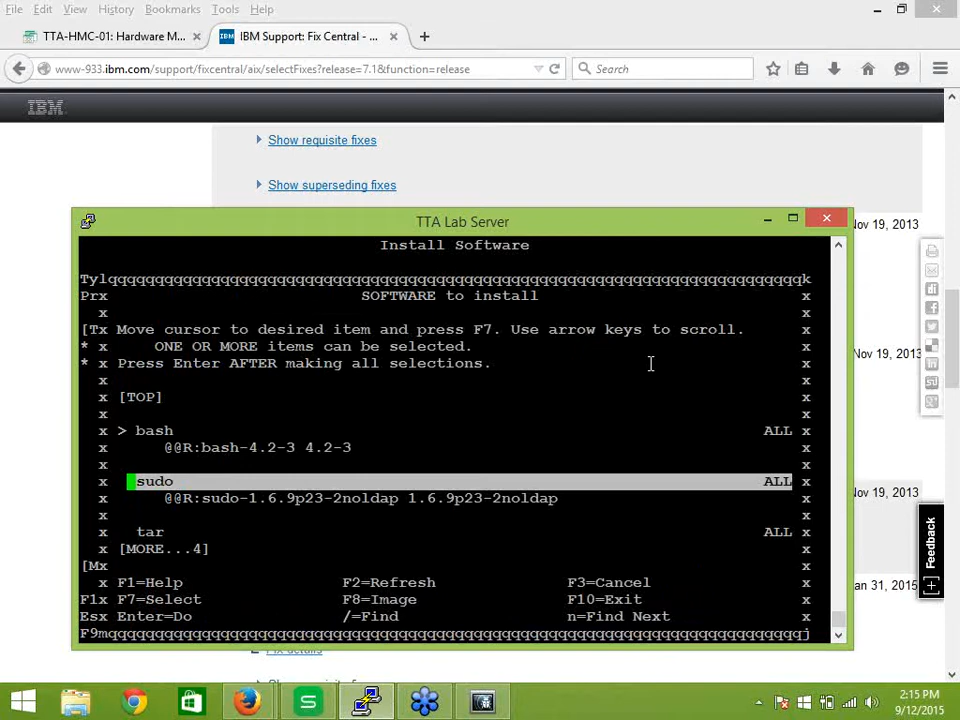 File Edit View History Bookmarks Tools Help
TTA-HMC-01: Hardware M... × IBM Support: Fix Central - ... × +
www-933.ibm.com/support/fixcentral/aix/selectFixes?release=7.1&function=release Search
IBM
Show requisite fixes
Show superseding fixes
Nov 19, 2013
TTA Lab Server
Install Software
Tylqqqqqqqqqqqqqqqqqqqqqqqqqqqqqqqqqqqqqqqqqqqqqqqqqqqqqqqqqqqqqqqqqqqqqqqqqqk
Prx SOFTWARE to install x
x x
[Tx Move cursor to desired item and press F7. Use arrow keys to scroll. x
* x ONE OR MORE items can be selected. x
Nov 19, 2013
* x Press Enter AFTER making all selections. x
x x
x [TOP] x
x x
x > bash ALL x
x @@R:bash-4.2-3 4.2-3 x
x x
x sudo ALL x
Nov 19, 2013
x @@R:sudo-1.6.9p23-2noldap 1.6.9p23-2noldap x
x x
x tar ALL x
x [MORE...4] x
[Mx x
x F1=Help F2=Refresh F3=Cancel x
F1x F7=Select F8=Image F10=Exit x
Esx Enter=Do /=Find n=Find Next x
F9mqqqqqqqqqqqqqqqqqqqqqqqqqqqqqqqqqqqqqqqqqqqqqqqqqqqqqqqqqqqqqqqqqqqqqqqqqqj
Feedback
an 31, 2015
Fix details
2:15 PM
9/12/2015